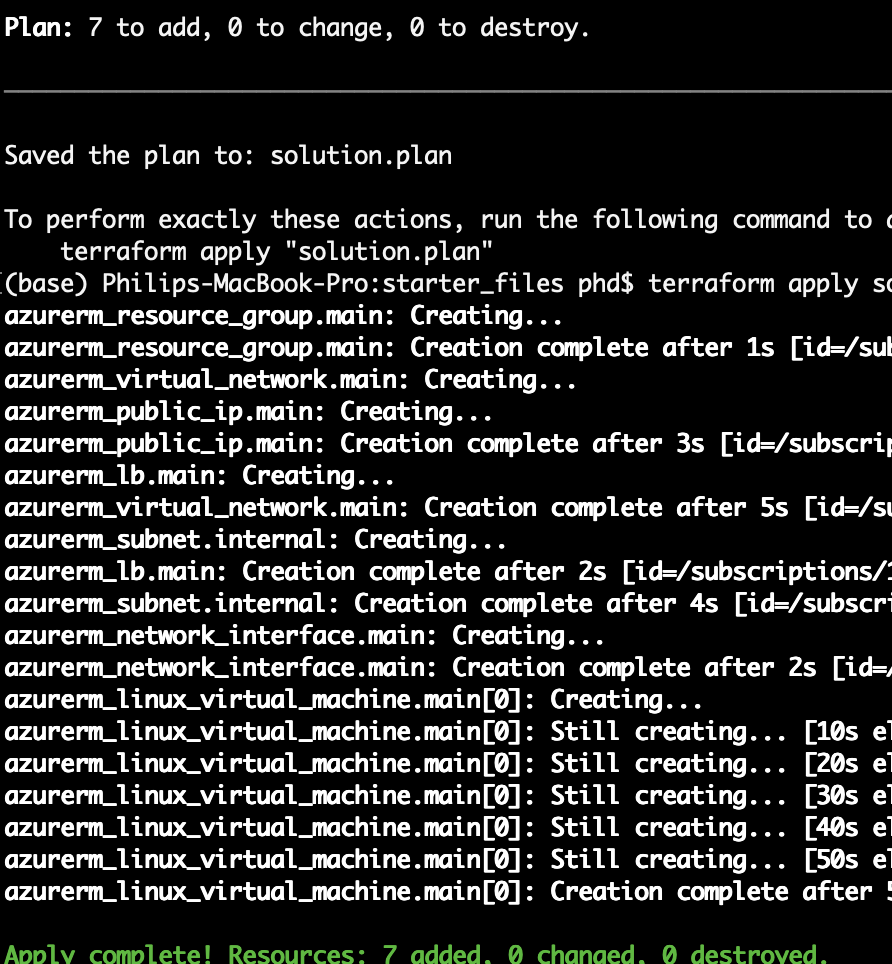 Plan: 7 to add, 0 to change, 0 to destroy.
Saved the plan to: solution.plan
To perform exactly these actions, run the following command to
terraform apply "solution.plan"
(base) Philips-MacBook-Pro:starter_files phd$ terraform apply
azurerm_resource_group.main: Creating...
azurerm_resource_group.main: Creation complete after 1s [id=/sub
azurerm_virtual_network.main: Creating...
azurerm_public_ip.main: Creating...
azurerm_public_ip.main: Creation complete after 3s [id=/subscrip
azurerm_lb.main: Creating...
azurerm_virtual_network.main: Creation complete after 5s [id=/su
azurerm_subnet.internal: Creating...
azurerm_lb.main: Creation complete after 2s [id=/subscriptions/1
azurerm_subnet.internal: Creation complete after 4s [id=/subscri
azurerm_network_interface.main: Creating...
azurerm_network_interface.main: Creation complete after 2s [id=/
azurerm_linux_virtual_machine.main[0]: Creating...
azurerm_linux_virtual_machine.main[0]: Still creating... [10s el
azurerm_linux_virtual_machine.main[0]: Still creating... [20s el
azurerm_linux_virtual_machine.main[0]: Still creating... [30s el
azurerm_linux_virtual_machine.main[0]: Still creating... [40s el
azurerm_linux_virtual_machine.main[0]: Still creating... [50s el
azurerm_linux_virtual_machine.main[0]: Creation complete after 5
Apply complete! Resources: 7 added, 0 changed, 0 destroyed.